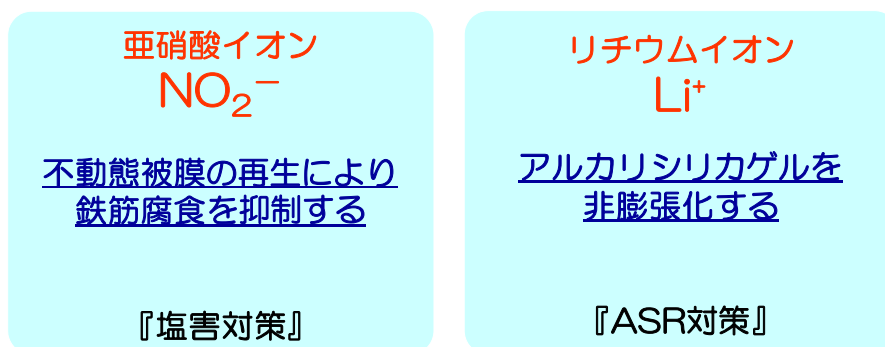 亜硝酸イオン
NO₂⁻
不動態被膜の再生により
鉄筋腐食を抑制する
『塩害対策』
リチウムイオン
Li⁺
アルカリシリカゲルを
非膨張化する
『ASR対策』